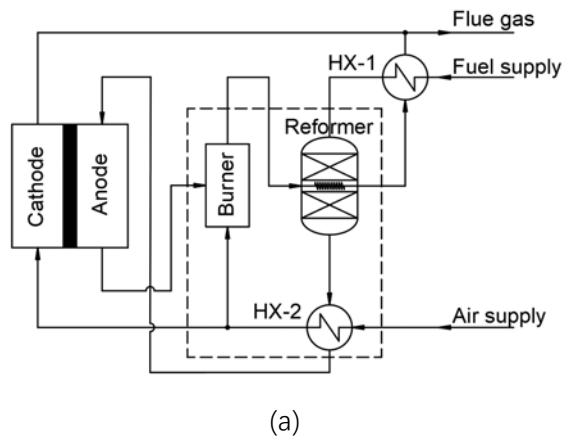 Flue gas
HX-1
Fuel supply
Reformer
Cathode
Anode
Burner
HX-2
Air supply
(a)